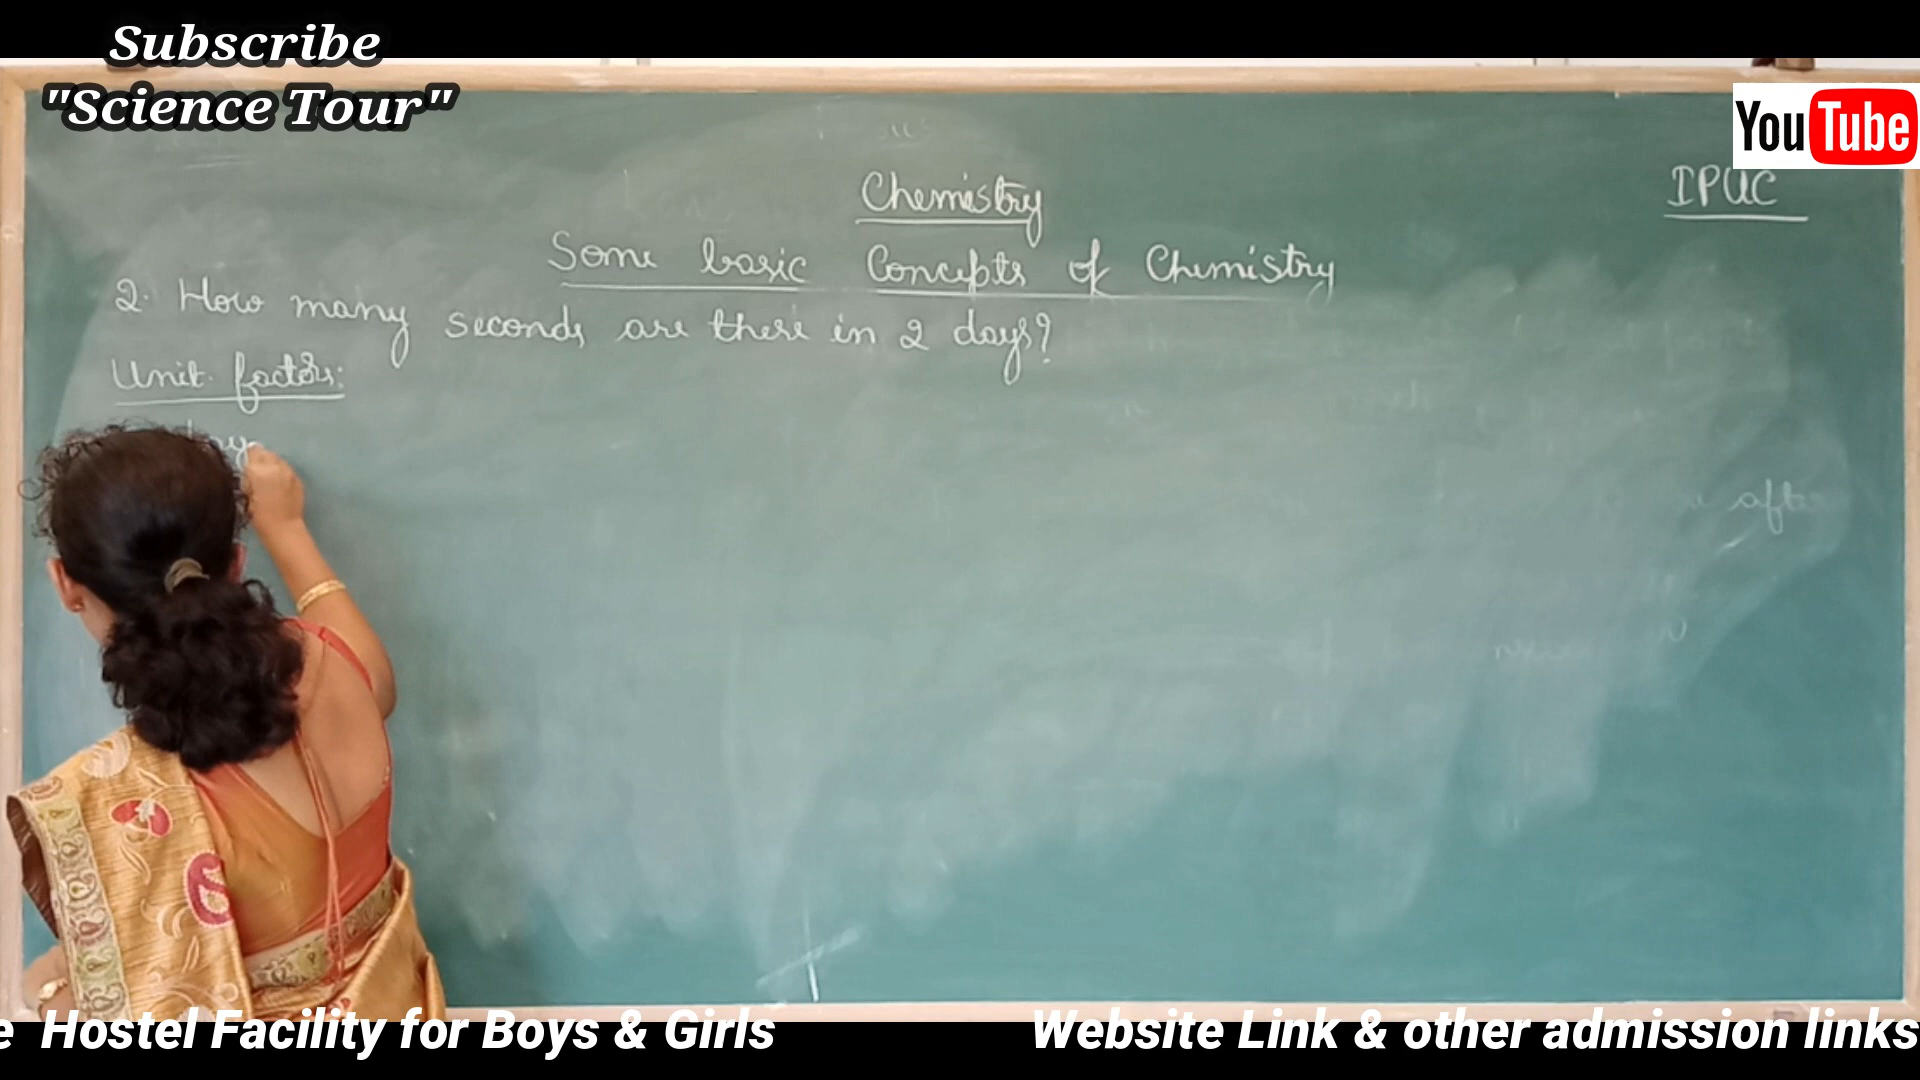 Subscribe
"Science Tour"
YouTube
IPUC
Chemistry
Some basic Concepts of Chemistry
2. How many seconds are there in 2 days?
Unit factors:
after
e Hostel Facility for Boys & Girls Website Link & other admission links